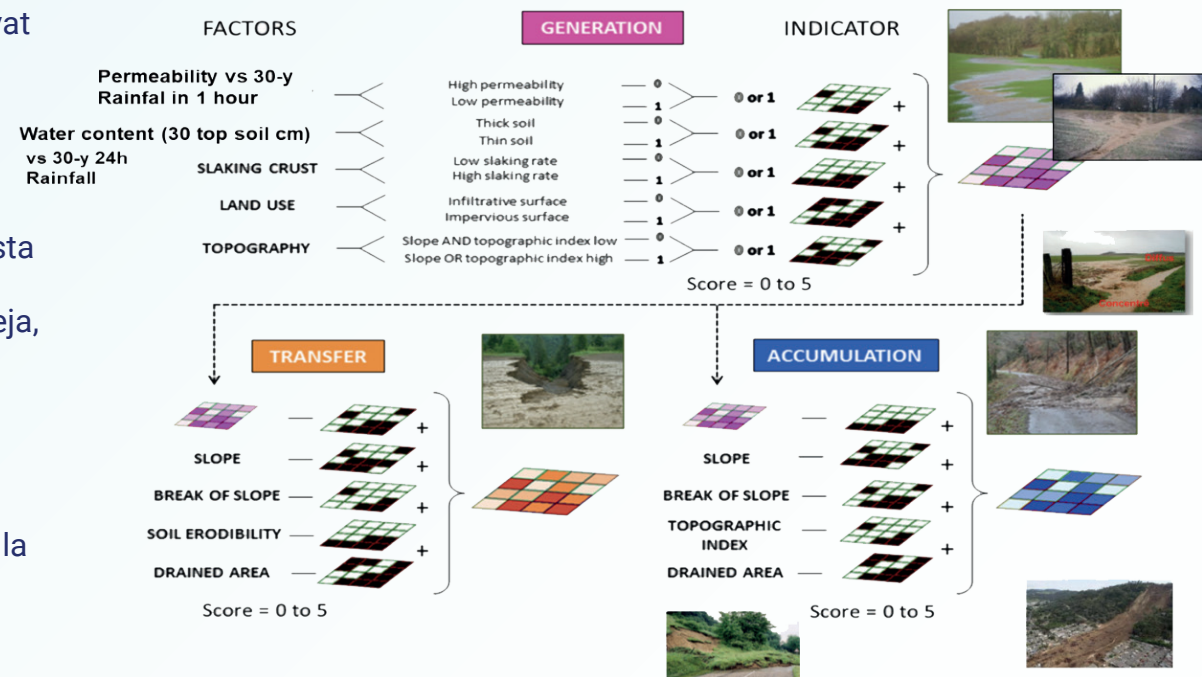 vat
sta
eja,
la
FACTORS
GENERATION
INDICATOR
Permeability vs 30-y
Rainfal in 1 hour
High permeability
0
Low permeability
1
0 or 1
+
Water content (30 top soil cm)
vs 30-y 24h
Rainfall
Thick soil
0
Thin soil
1
0 or 1
+
SLAKING CRUST
Low slaking rate
0
High slaking rate
1
0 or 1
+
LAND USE
Infiltrative surface
0
Impervious surface
1
0 or 1
+
TOPOGRAPHY
Slope AND topographic index low
0
Slope OR topographic index high
1
0 or 1
Score = 0 to 5
Diffus
Concentré
TRANSFER
+
SLOPE
+
BREAK OF SLOPE
+
SOIL ERODIBILITY
+
DRAINED AREA
Score = 0 to 5
ACCUMULATION
+
SLOPE
+
BREAK OF SLOPE
+
TOPOGRAPHIC
INDEX
+
DRAINED AREA
Score = 0 to 5